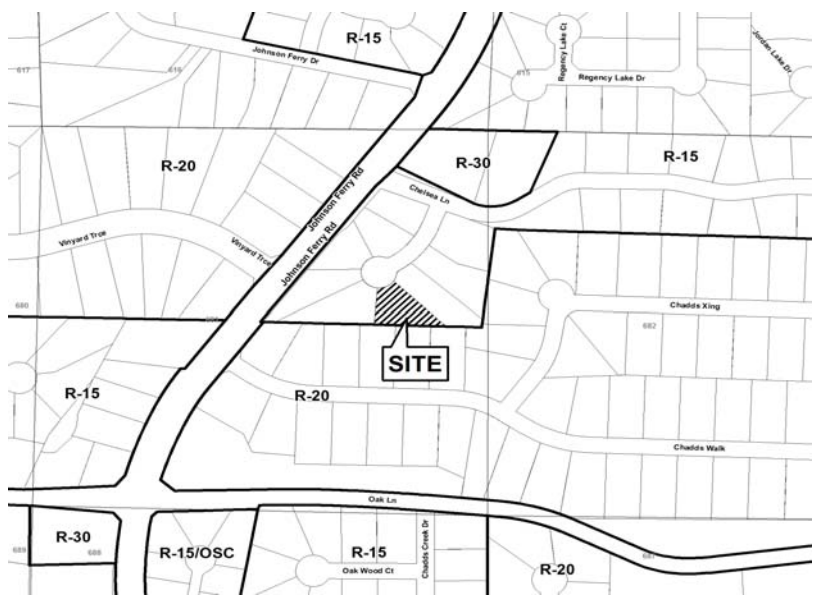 R-15
Johnson Ferry Dr
617
616
615
Regency Lake Ct
Regency Lake Dr
Jordan Lake Dr
R-20
R-30
R-15
Johnson Ferry Rd
Johnson Ferry Rd
Chelsea Ln
Vinyard Trce
Vinyard Trce
680
Chadds Xing
682
SITE
R-15
R-20
Chadds Walk
Oak Ln
R-30
R-15/OSC
R-15
Chadds Creek Dr
Oak Wood Ct
R-20
689
688
687